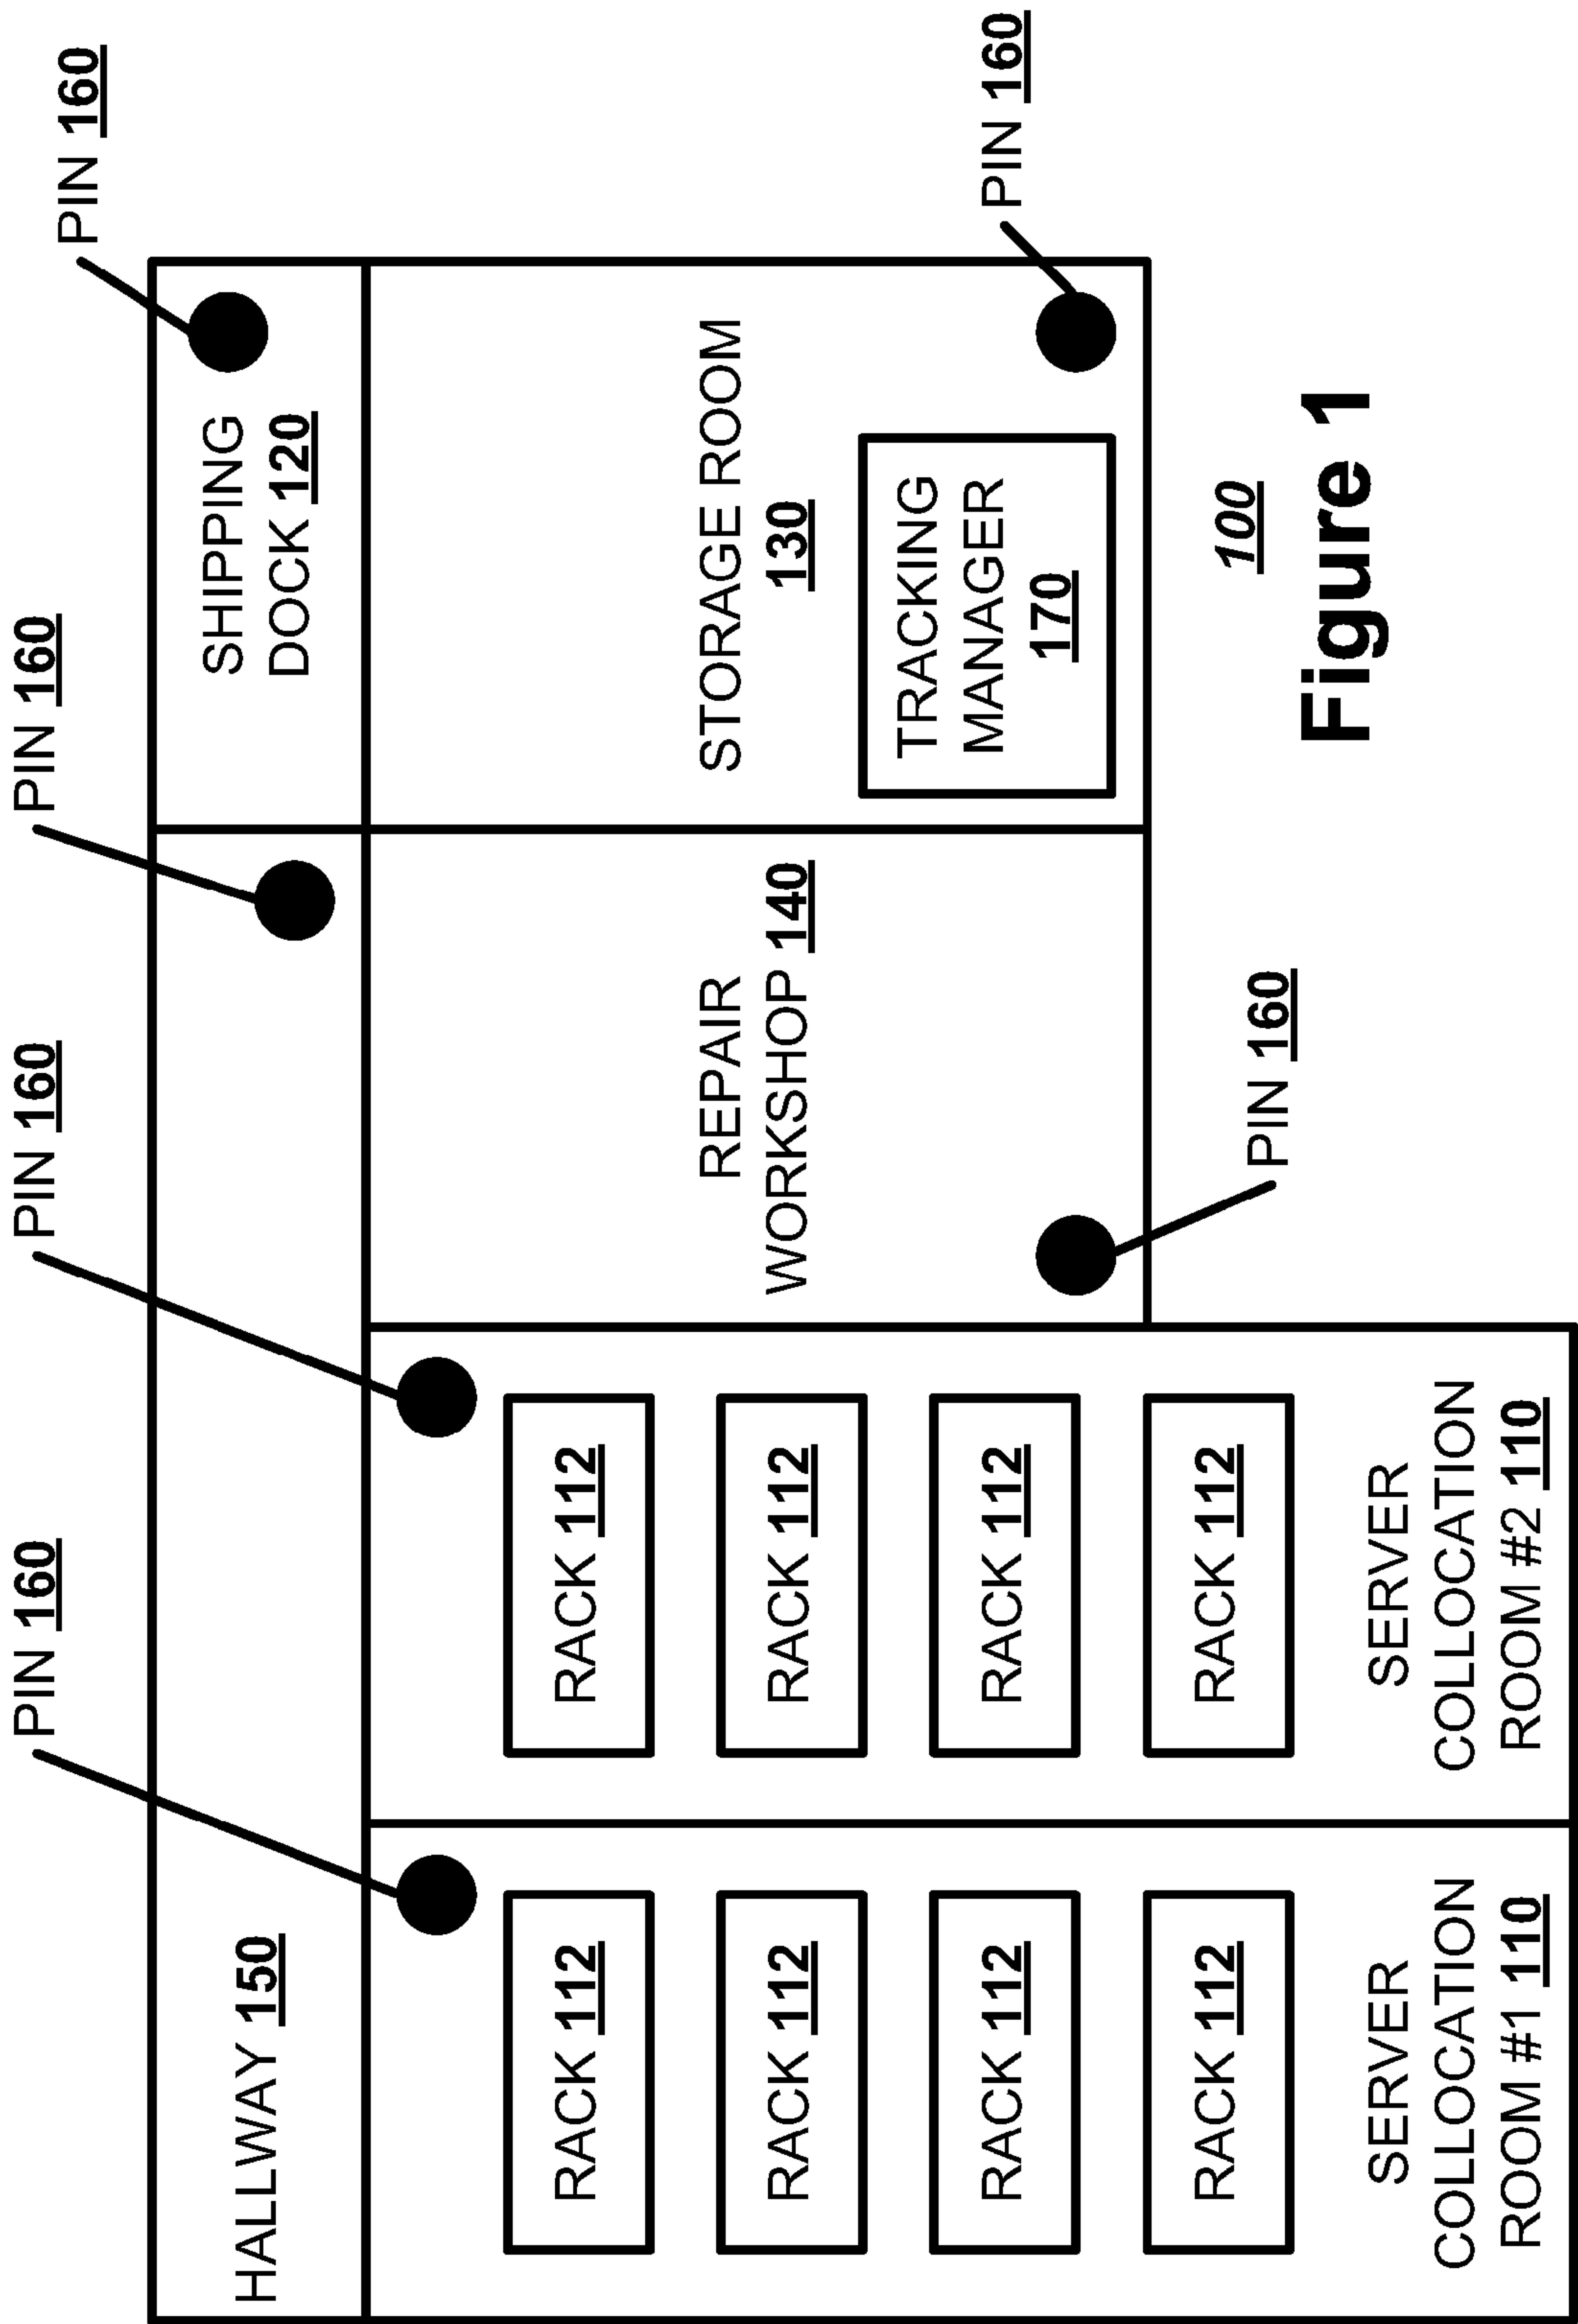 PIN 160
PIN 160
PIN 160
PIN 160
HALLWAY 150
SHIPPING
DOCK 120
RACK 112
RACK 112
RACK 112
RACK 112
SERVER
COLLOCATION
ROOM #1 110
RACK 112
RACK 112
RACK 112
RACK 112
SERVER
COLLOCATION
ROOM #2 110
REPAIR
WORKSHOP 140
STORAGE ROOM
130
TRACKING
MANAGER
170
PIN 160
PIN 160
100
Figure 1